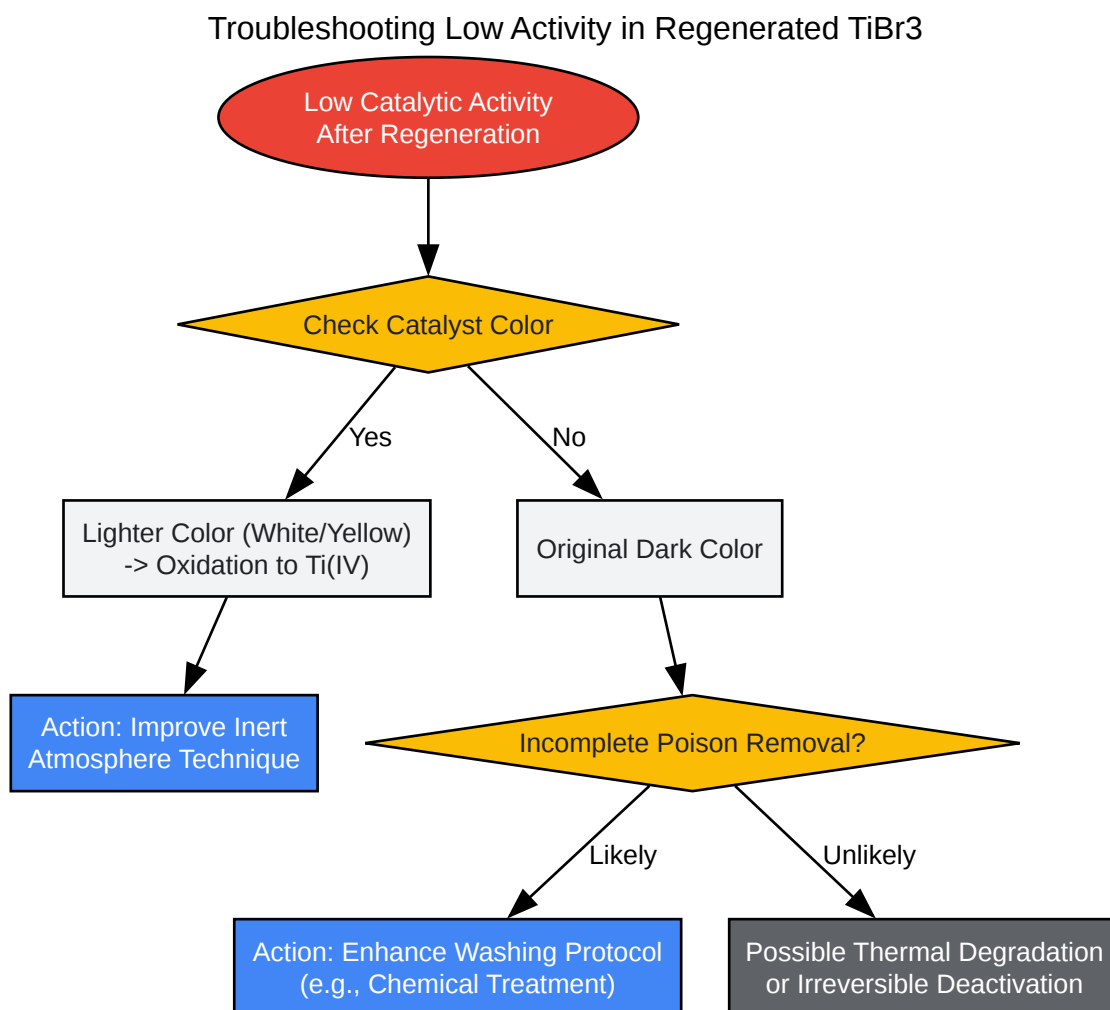 Troubleshooting Low Activity in Regenerated TiBr3
Low Catalytic Activity
After Regeneration
Check Catalyst Color
Yes
No
Lighter Color (White/Yellow)
-> Oxidation to Ti(IV)
Original Dark Color
Action: Improve Inert
Atmosphere Technique
Incomplete Poison Removal?
Likely
Unlikely
Action: Enhance Washing Protocol
(e.g., Chemical Treatment)
Possible Thermal Degradation
or Irreversible Deactivation